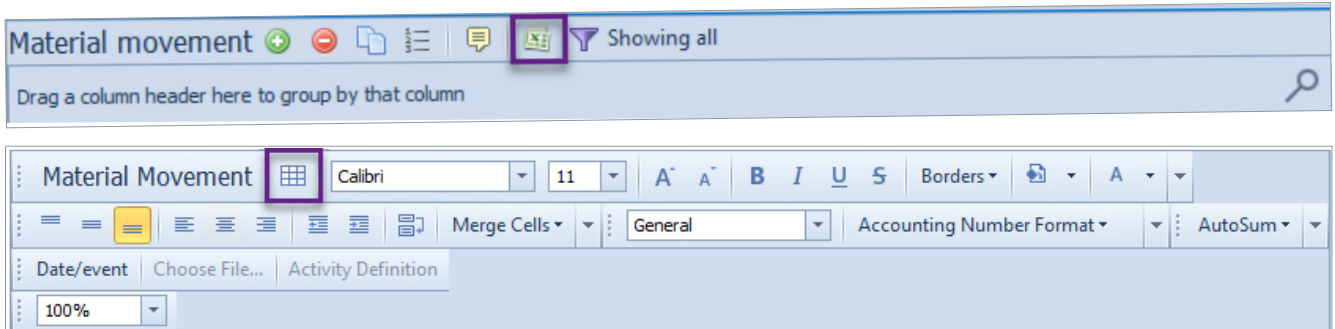 Material movement Showing all
Drag a column header here to group by that column
Material Movement Calibri 11 A A B I U S Borders A
Merge Cells General Accounting Number Format AutoSum
Date/event Choose File... Activity Definition
100%